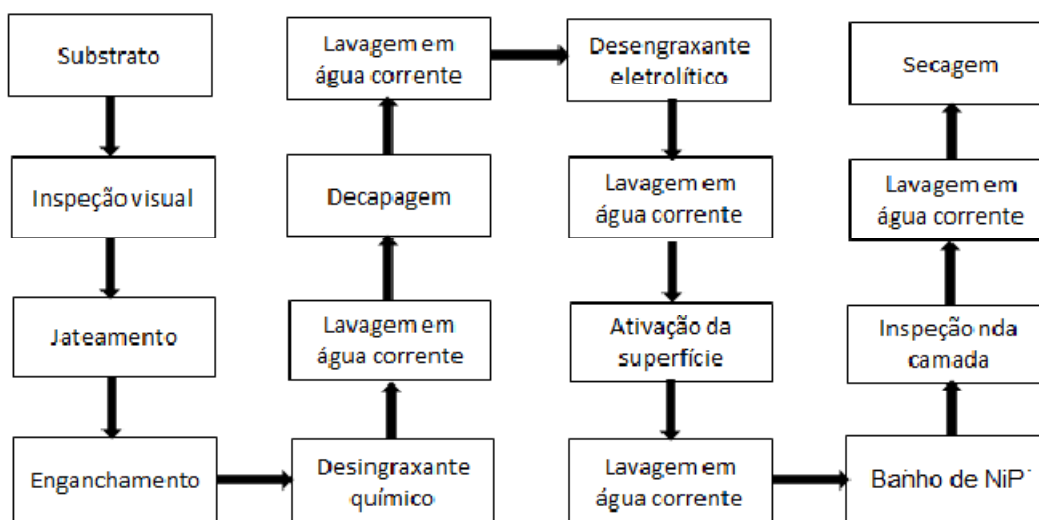 Substrato
Inspeção visual
Jateamento
Enganchamento
Desingraxante
químico
Lavagem em
água corrente
Decapagem
Lavagem em
água corrente
Desengraxante
eletrolítico
Lavagem em
água corrente
Ativação da
superfície
Lavagem em
água corrente
Banho de NiP
Inspeção nda
camada
Lavagem em
água corrente
Secagem